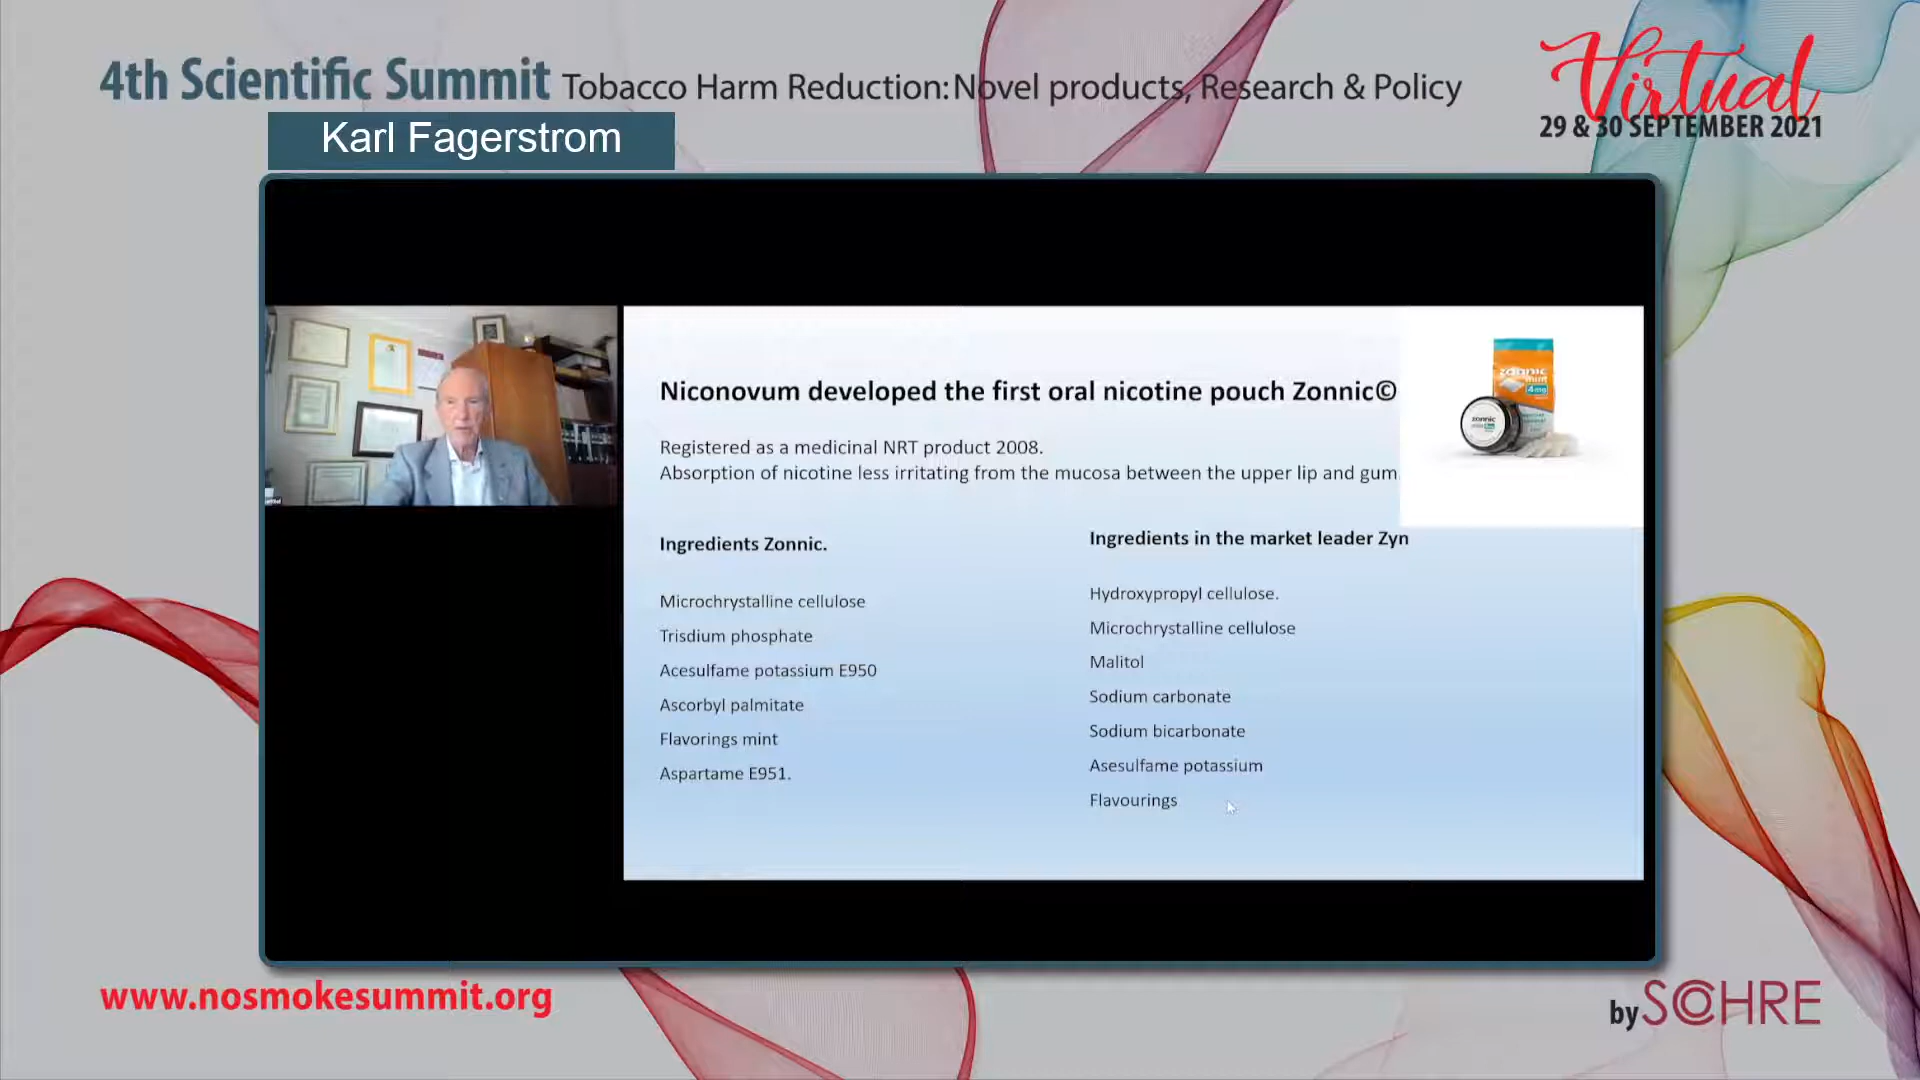 4th Scientific Summit Tobacco Harm Reduction: Novel products, Research & Policy
Virtual
29 & 30 SEPTEMBER 2021
Karl Fagerstrom
Niconovum developed the first oral nicotine pouch Zonnic©
Registered as a medicinal NRT product 2008.
Absorption of nicotine less irritating from the mucosa between the upper lip and gum
zonnic
mint
4mg
zonnic
Ingredients Zonnic.
Microchrystalline cellulose
Trisdium phosphate
Acesulfame potassium E950
Ascorbyl palmitate
Flavorings mint
Aspartame E951.
Ingredients in the market leader Zyn
Hydroxypropyl cellulose.
Microchrystalline cellulose
Malitol
Sodium carbonate
Sodium bicarbonate
Asesulfame potassium
Flavourings
www.nosmokesummit.org
by SCOHRE